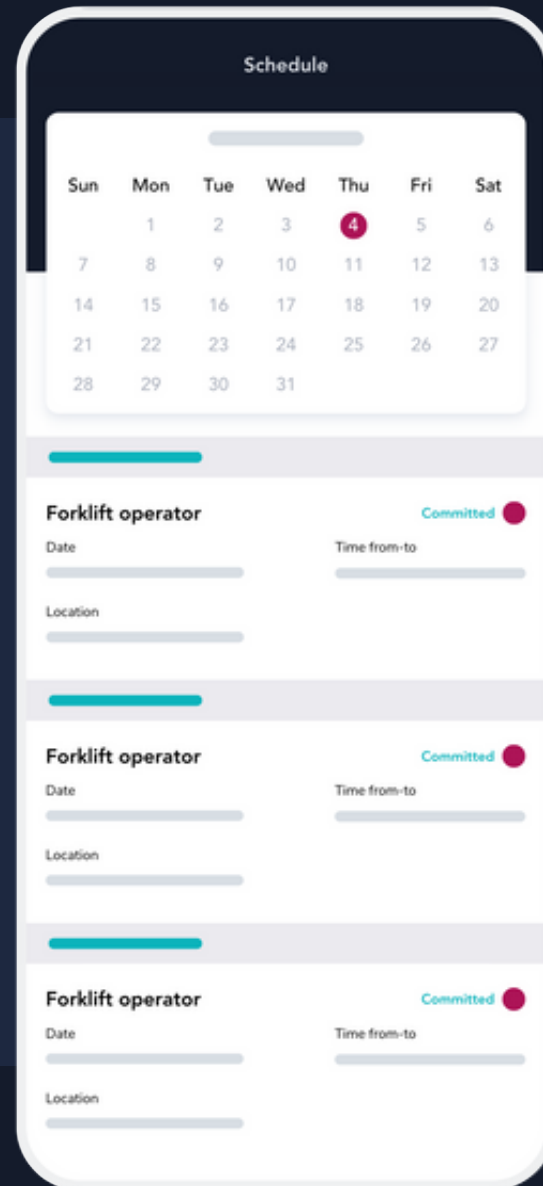 Schedule
Sun Mon Tue Wed Thu Fri Sat
1 2 3 4 5 6
7 8 9 10 11 12 13
14 15 16 17 18 19 20
21 22 23 24 25 26 27
28 29 30 31
Forklift operator Committed
Date Time from-to
Location
Forklift operator Committed
Date Time from-to
Location
Forklift operator Committed
Date Time from-to
Location